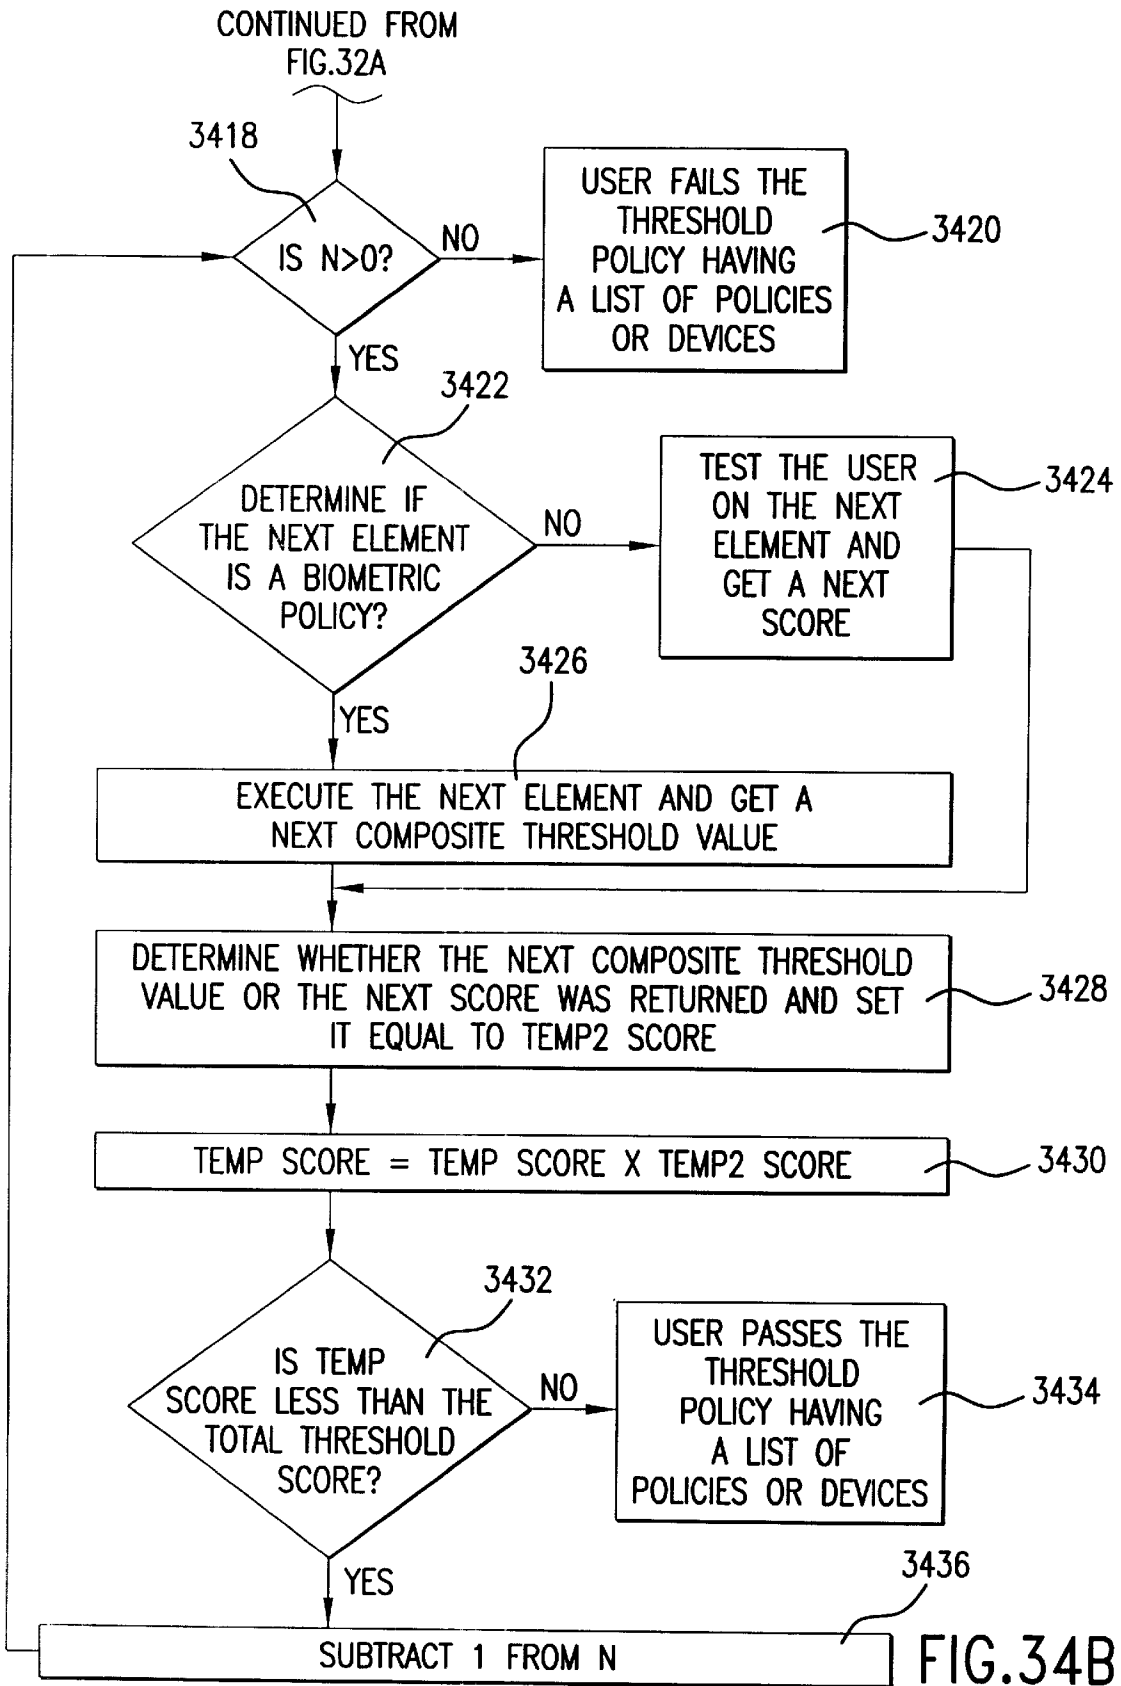 CONTINUED FROM
FIG.32A
3418
IS N>0?
NO
USER FAILS THE
THRESHOLD
POLICY HAVING
A LIST OF POLICIES
OR DEVICES
3420
YES
3422
DETERMINE IF
THE NEXT ELEMENT
IS A BIOMETRIC
POLICY?
NO
TEST THE USER
ON THE NEXT
ELEMENT AND
GET A NEXT
SCORE
3424
YES
3426
EXECUTE THE NEXT ELEMENT AND GET A
NEXT COMPOSITE THRESHOLD VALUE
DETERMINE WHETHER THE NEXT COMPOSITE THRESHOLD
VALUE OR THE NEXT SCORE WAS RETURNED AND SET
IT EQUAL TO TEMP2 SCORE
3428
TEMP SCORE = TEMP SCORE X TEMP2 SCORE
3430
3432
IS TEMP
SCORE LESS THAN THE
TOTAL THRESHOLD
SCORE?
NO
USER PASSES THE
THRESHOLD
POLICY HAVING
A LIST OF
POLICIES OR DEVICES
3434
YES
3436
SUBTRACT 1 FROM N
FIG.34B